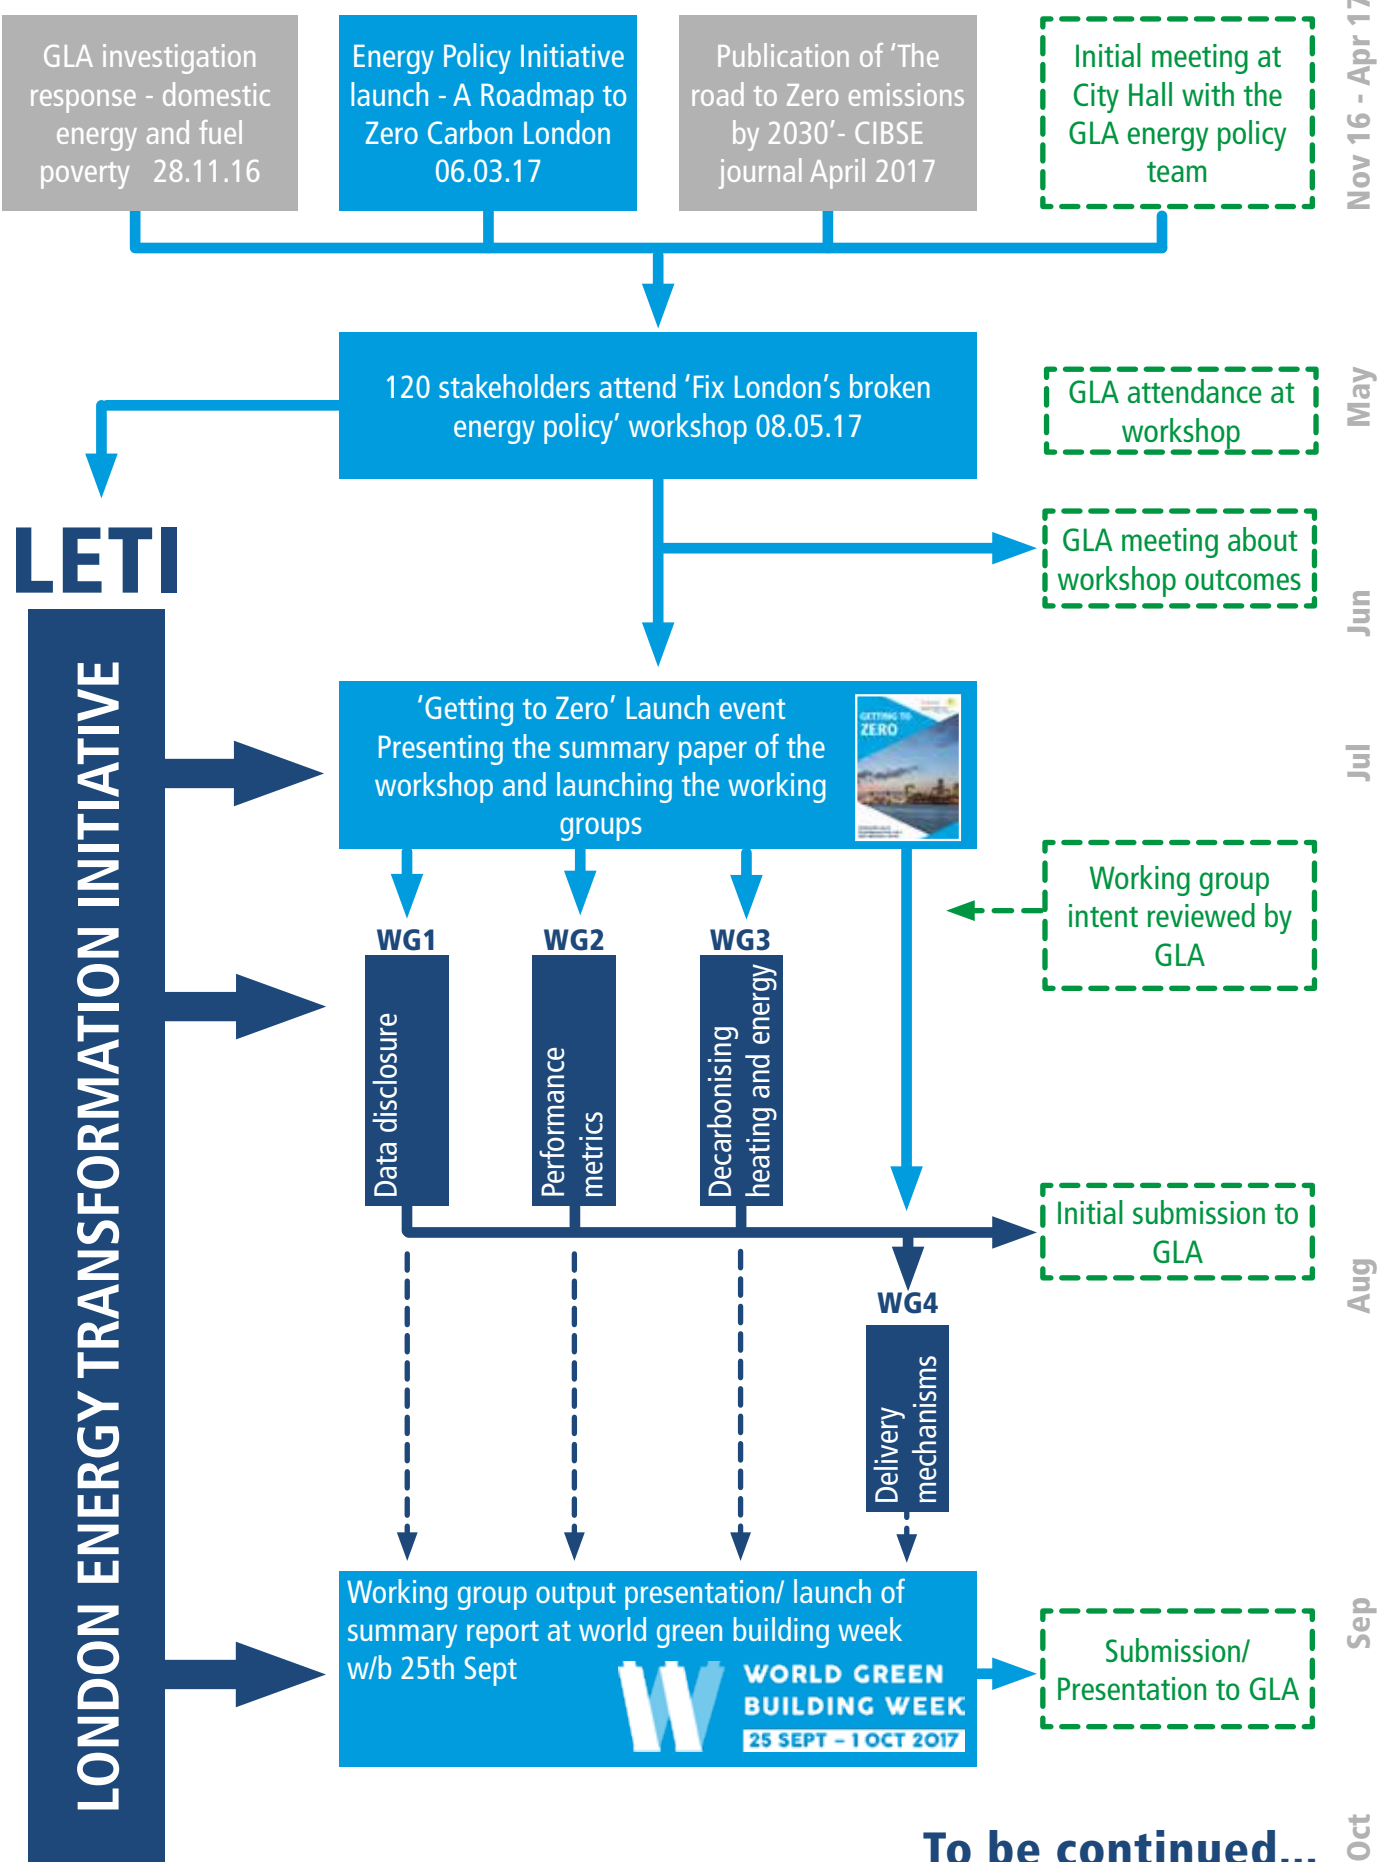 GLA investigation
response - domestic
energy and fuel
poverty 28.11.16
Energy Policy Initiative
launch - A Roadmap to
Zero Carbon London
06.03.17
Publication of ‘The
road to Zero emissions
by 2030’- CIBSE
journal April 2017
Initial meeting at
City Hall with the
GLA energy policy
team
Nov 16 - Apr 17
120 stakeholders attend ‘Fix London’s broken
energy policy’ workshop 08.05.17
GLA attendance at
workshop
May
LETI
LONDON ENERGY TRANSFORMATION INITIATIVE
GLA meeting about
workshop outcomes
Jun
‘Getting to Zero’ Launch event
Presenting the summary paper of the
workshop and launching the working
groups
GETTING TO
ZERO
Jul
Working group
intent reviewed by
GLA
WG1
Data disclosure
WG2
Performance
metrics
WG3
Decarbonising
heating and energy
Initial submission to
GLA
Aug
WG4
Delivery
mechanisms
Working group output presentation/ launch of
summary report at world green building week
w/b 25th Sept
WORLD GREEN
BUILDING WEEK
25 SEPT – 1 OCT 2017
Submission/
Presentation to GLA
Sep
To be continued...
Oct